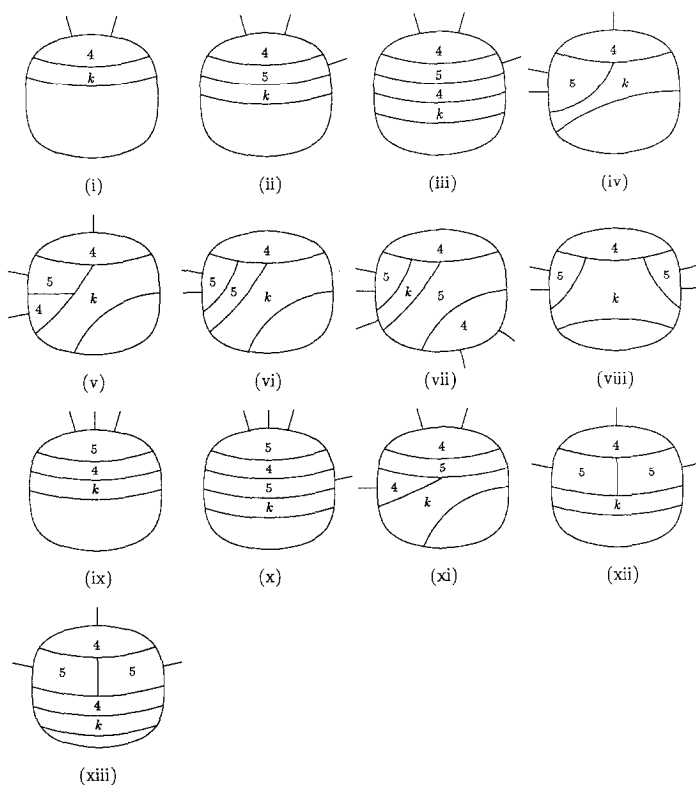 4 4 4 4
k 5 5 5 k
k 4
k
(i) (ii) (iii) (iv)
4 4 4 4
5 5 5 k 5 5 5
4 k k k
4
(v) (vi) (vii) (viii)
5 5 4 4
4 4 5 5 5
k 5 4 k
k k
(ix) (x) (xi) (xii)
4
5 5
4
k
(xiii)